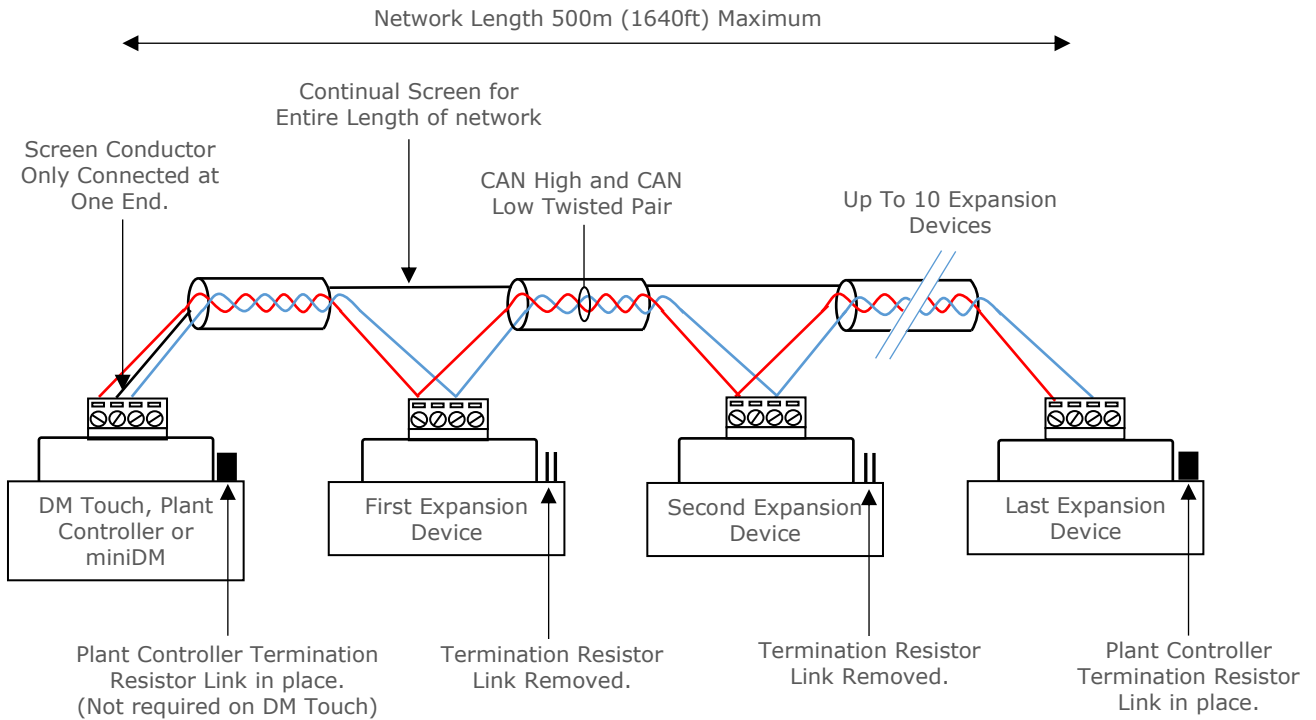 Network Length 500m (1640ft) Maximum
Continual Screen for
Entire Length of network
Screen Conductor
Only Connected at
One End.
CAN High and CAN
Low Twisted Pair
Up To 10 Expansion
Devices
DM Touch, Plant
Controller or
miniDM
First Expansion
Device
Second Expansion
Device
Last Expansion
Device
Plant Controller Termination
Resistor Link in place.
(Not required on DM Touch)
Termination Resistor
Link Removed.
Termination Resistor
Link Removed.
Plant Controller
Termination Resistor
Link in place.